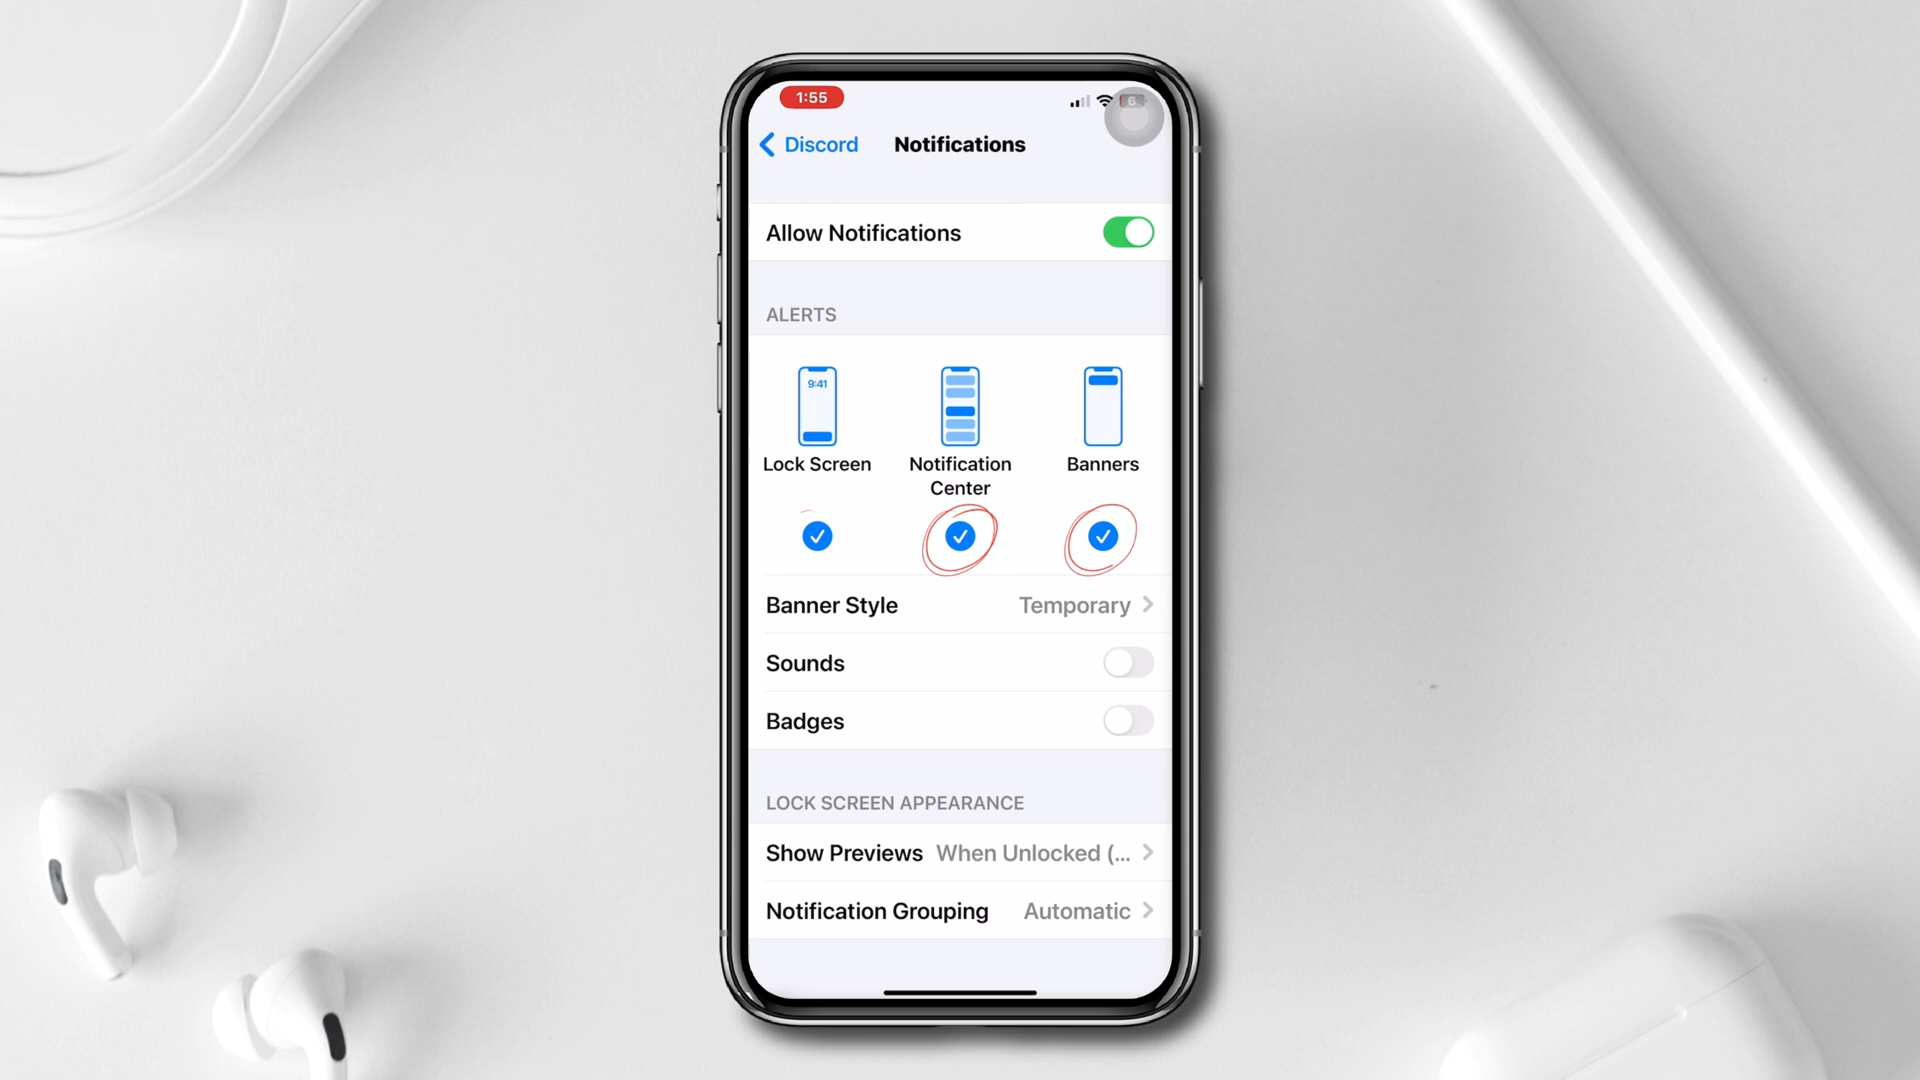 1:55
6
Discord
Notifications
Allow Notifications
ALERTS
9:41
Lock Screen
Notification
Center
Banners
Banner Style
Temporary
Sounds
Badges
LOCK SCREEN APPEARANCE
Show Previews
When Unlocked (...
Notification Grouping
Automatic